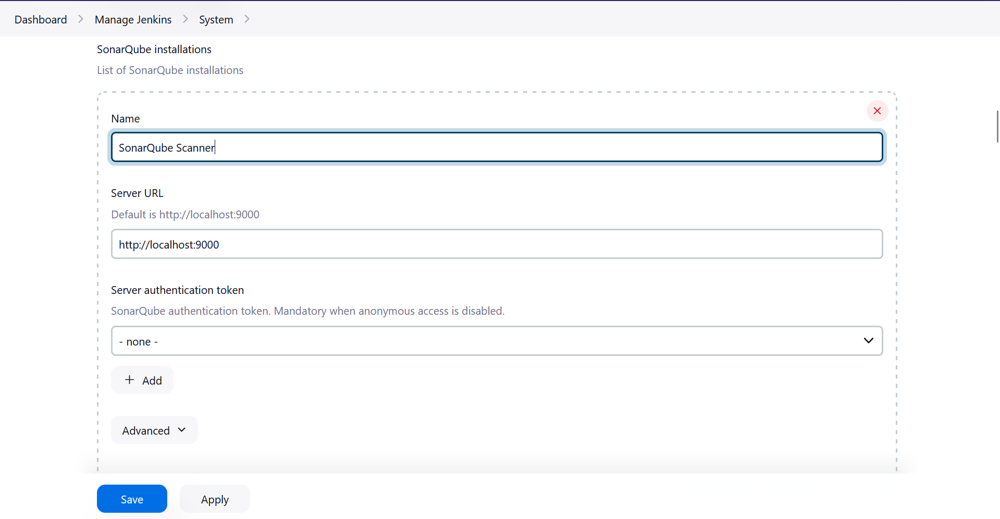 Dashboard > Manage Jenkins > System >
SonarQube installations
List of SonarQube installations
Name
SonarQube Scanner
Server URL
Default is http://localhost:9000
http://localhost:9000
Server authentication token
SonarQube authentication token. Mandatory when anonymous access is disabled.
- none -
+ Add
Advanced
Save Apply